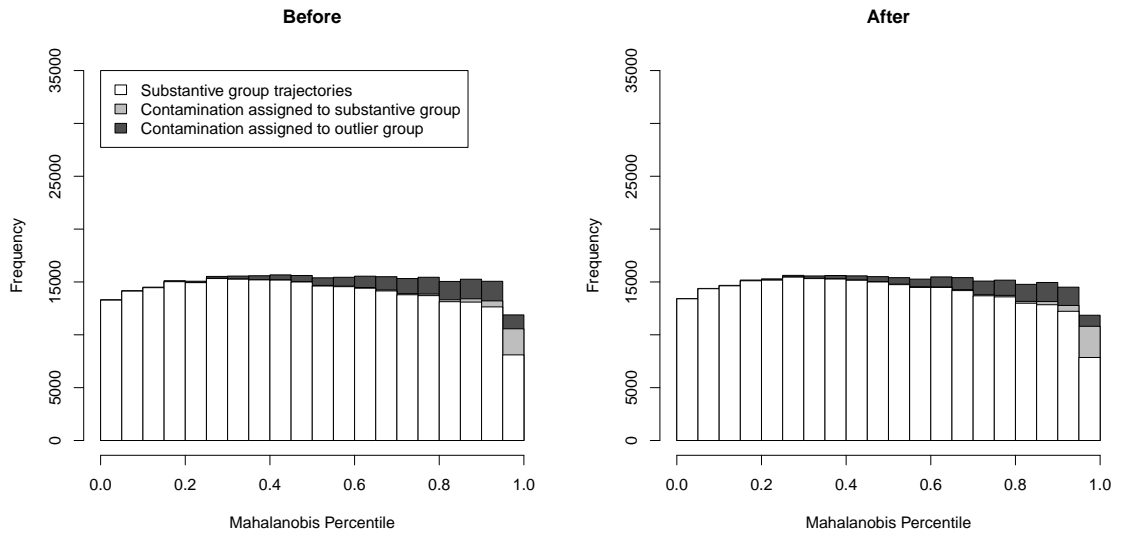 Before
35000
25000
15000
5000
0
Frequency
Substantive group trajectories
Contamination assigned to substantive group
Contamination assigned to outlier group
0.0 0.2 0.4 0.6 0.8 1.0
Mahalanobis Percentile
After
35000
25000
15000
5000
0
Frequency
0.0 0.2 0.4 0.6 0.8 1.0
Mahalanobis Percentile